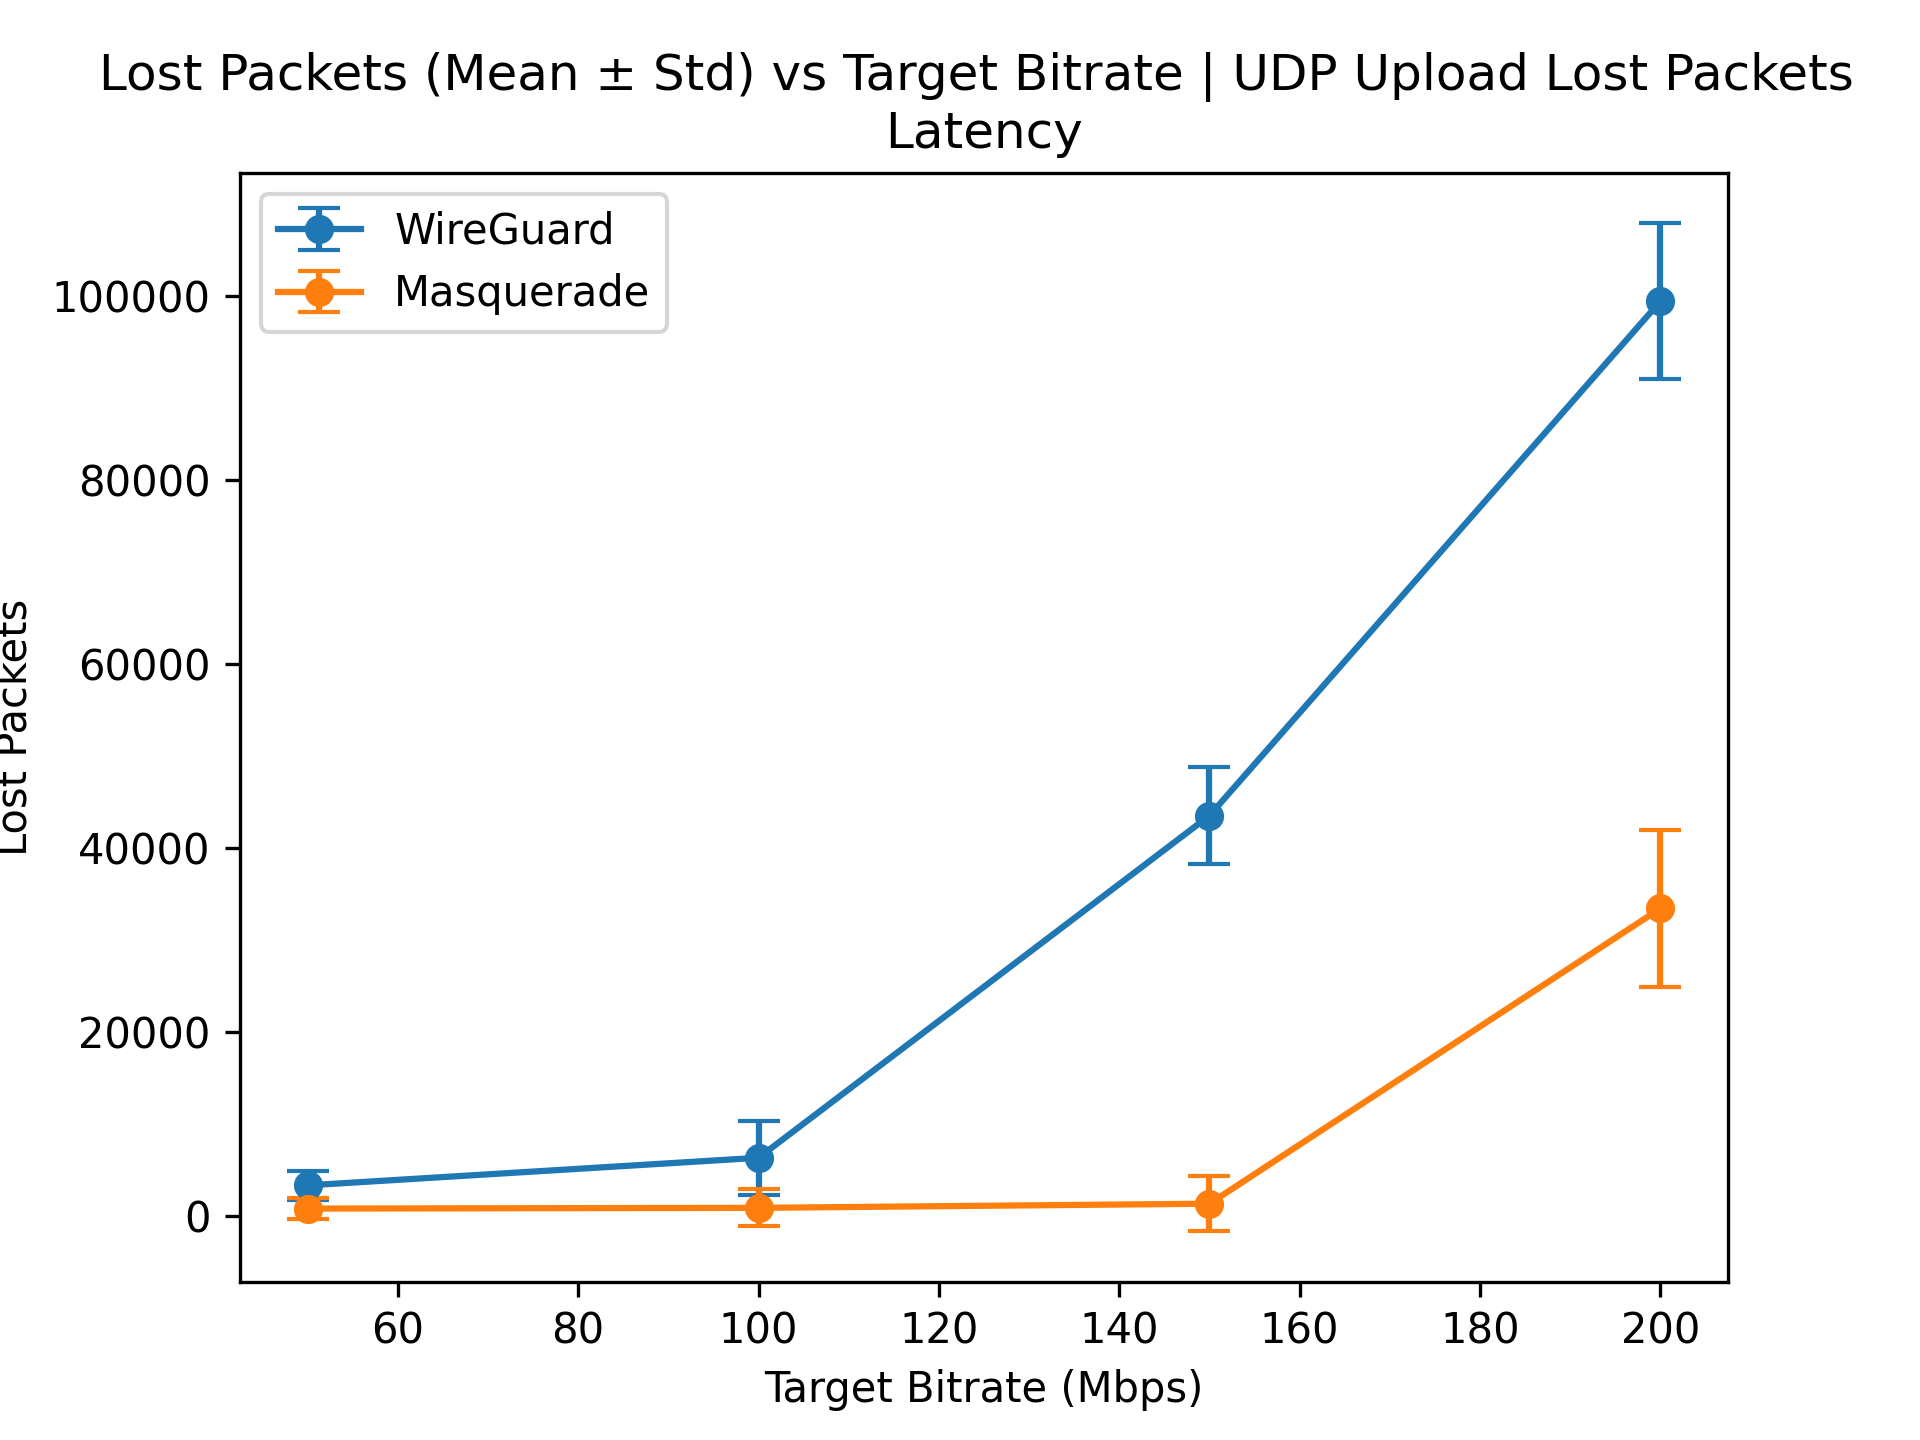 Lost Packets (Mean ± Std) vs Target Bitrate | UDP Upload Lost Packets
Latency
WireGuard
Masquerade
100000
80000
60000
40000
20000
0
Lost Packets
60 80 100 120 140 160 180 200
Target Bitrate (Mbps)